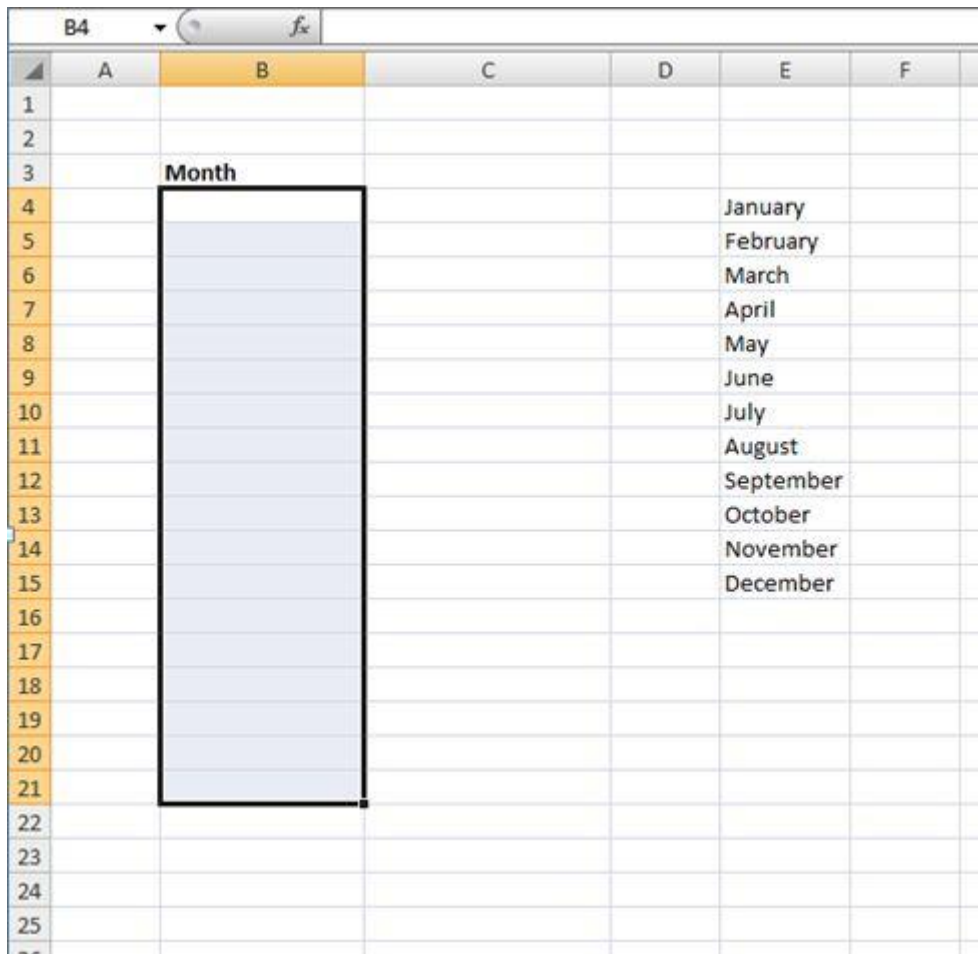 B4 fx
A B C D E F
1
2
3 Month
4 January
5 February
6 March
7 April
8 May
9 June
10 July
11 August
12 September
13 October
14 November
15 December
16
17
18
19
20
21
22
23
24
25